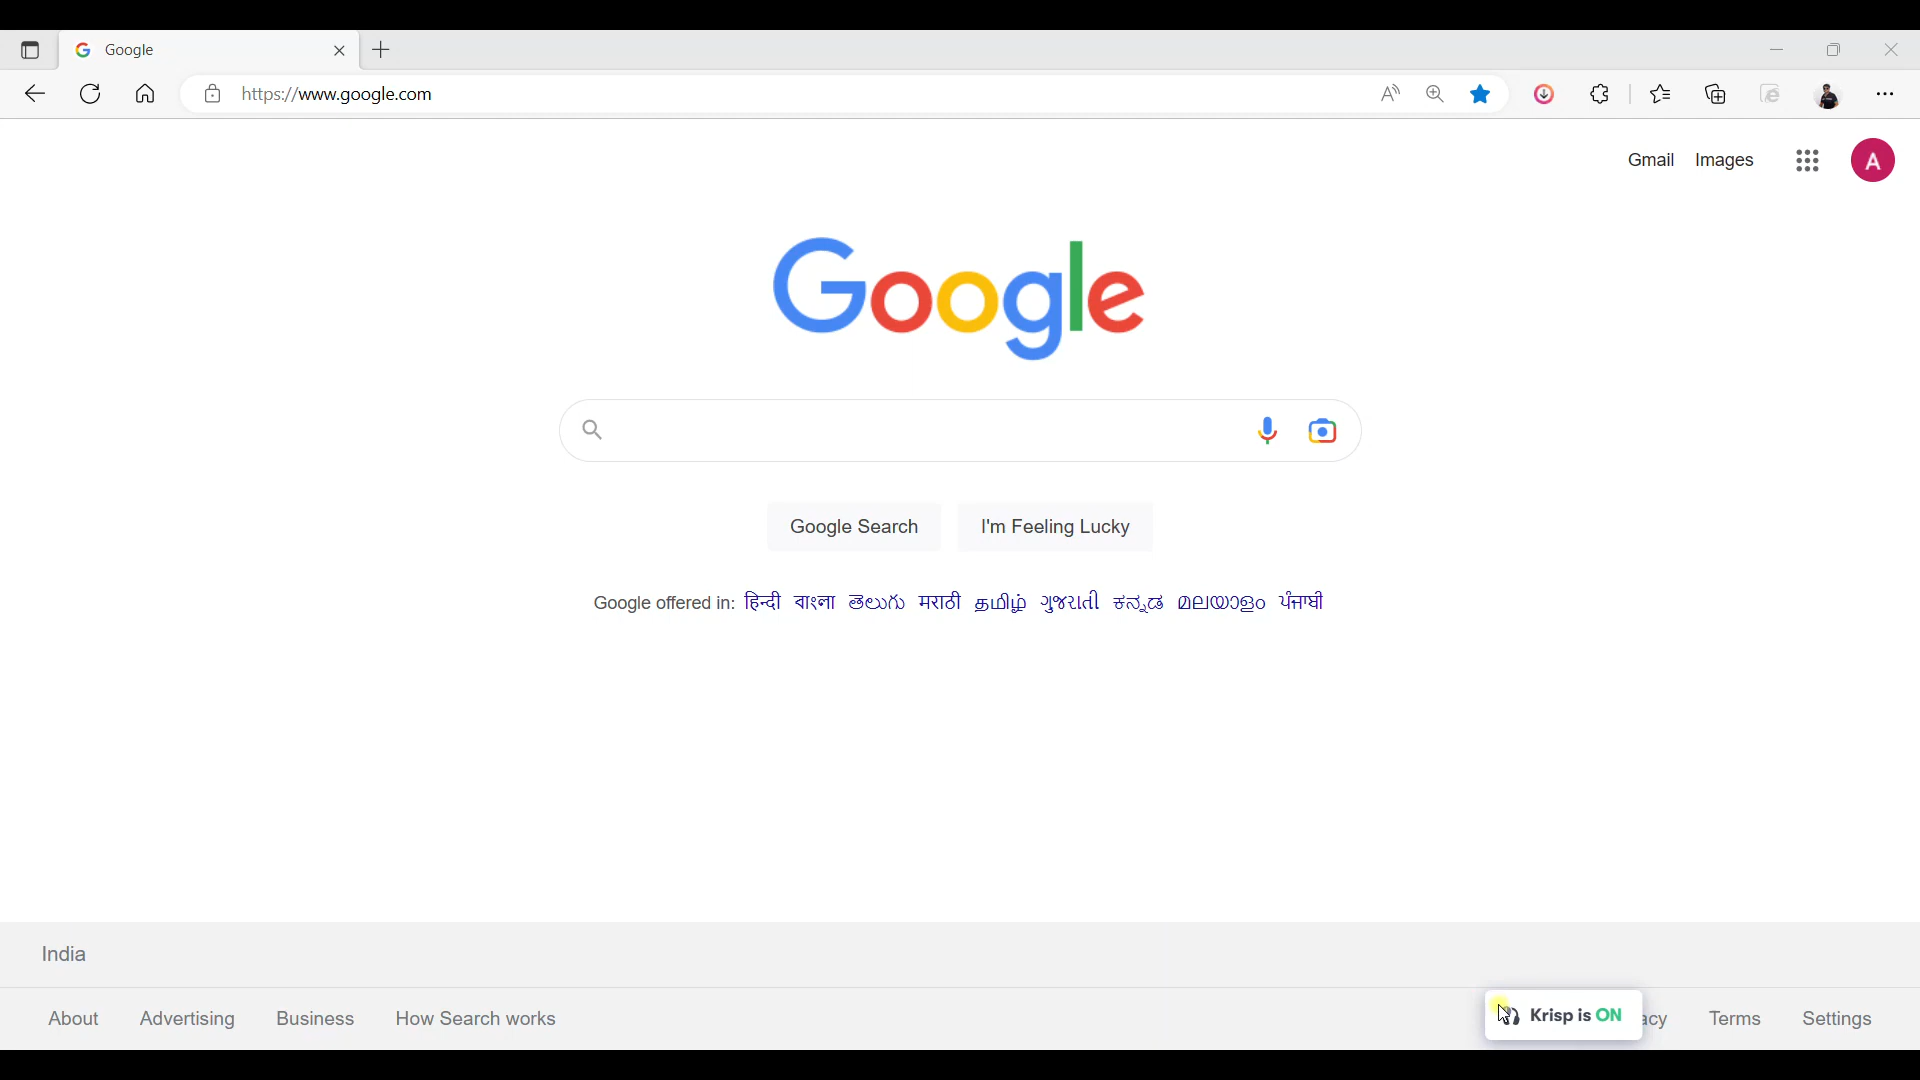 Google
https://www.google.com
Gmail Images
A
Google
Google Search I'm Feeling Lucky
Google offered in: हिन्दी বাংলা తెలుగు मराठी தமிழ் ગુજરાતી ಕನ್ನಡ മലയാളം ਪੰਜਾਬੀ
India
About Advertising Business How Search works Krisp is ON acy Terms Settings